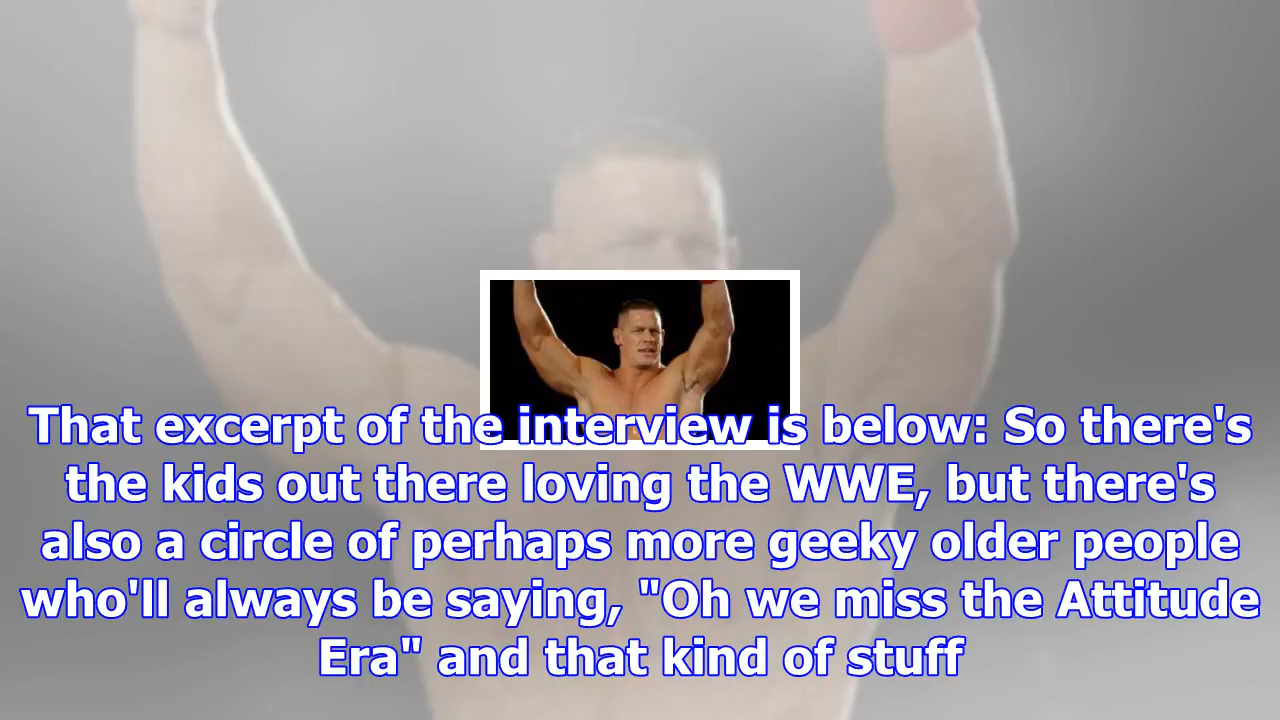 That excerpt of the interview is below: So there's
the kids out there loving the WWE, but there's
also a circle of perhaps more geeky older people
who'll always be saying, "Oh we miss the Attitude
Era" and that kind of stuff